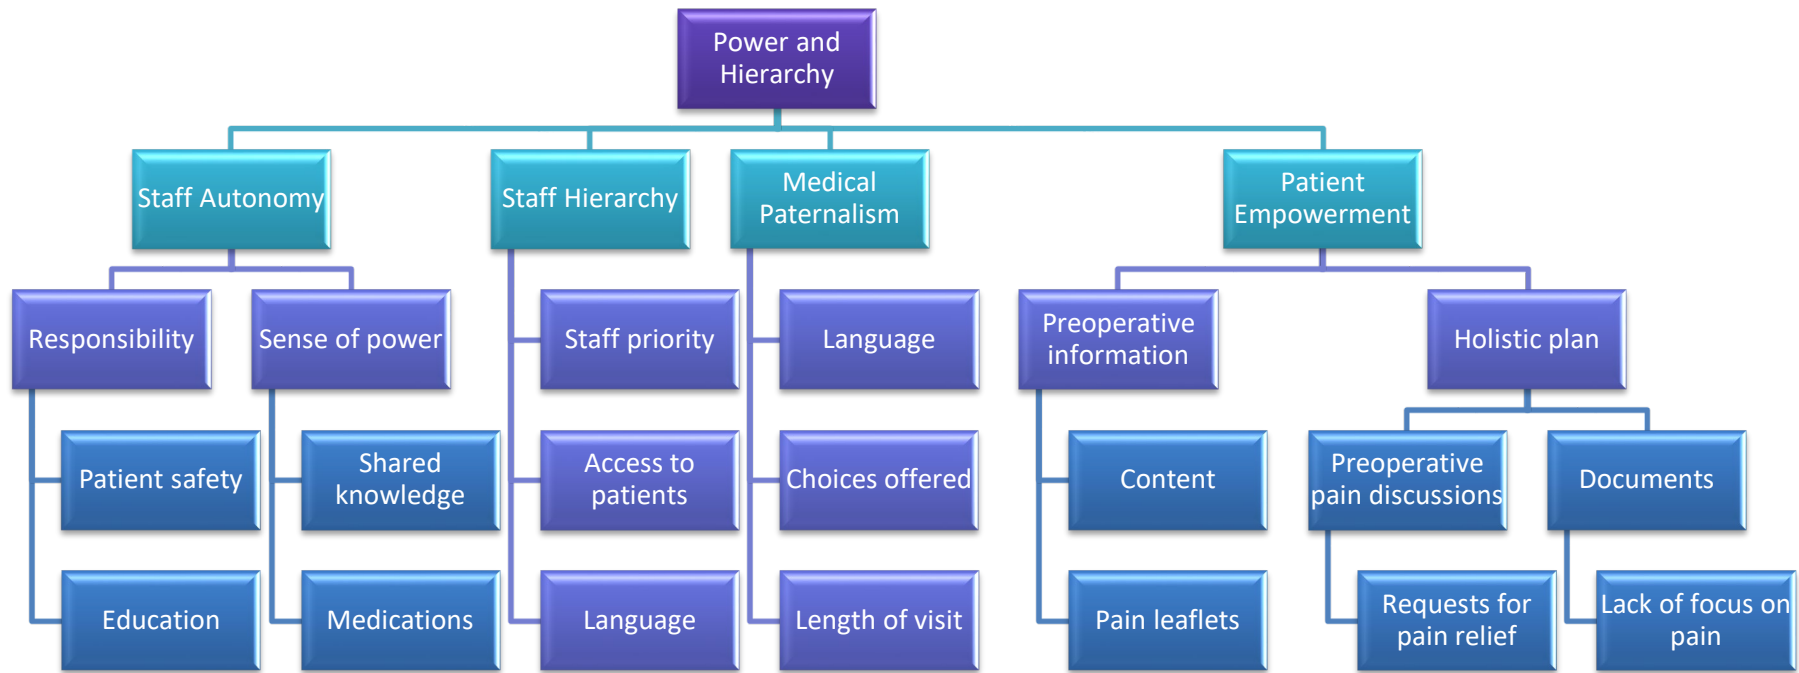 Power and
Hierarchy
Staff Autonomy
Staff Hierarchy
Medical
Paternalism
Patient
Empowerment
Responsibility
Sense of power
Staff priority
Language
Preoperative
information
Holistic plan
Patient safety
Shared
knowledge
Access to
patients
Choices offered
Content
Preoperative
pain discussions
Documents
Education
Medications
Language
Length of visit
Pain leaflets
Requests for
pain relief
Lack of focus on
pain